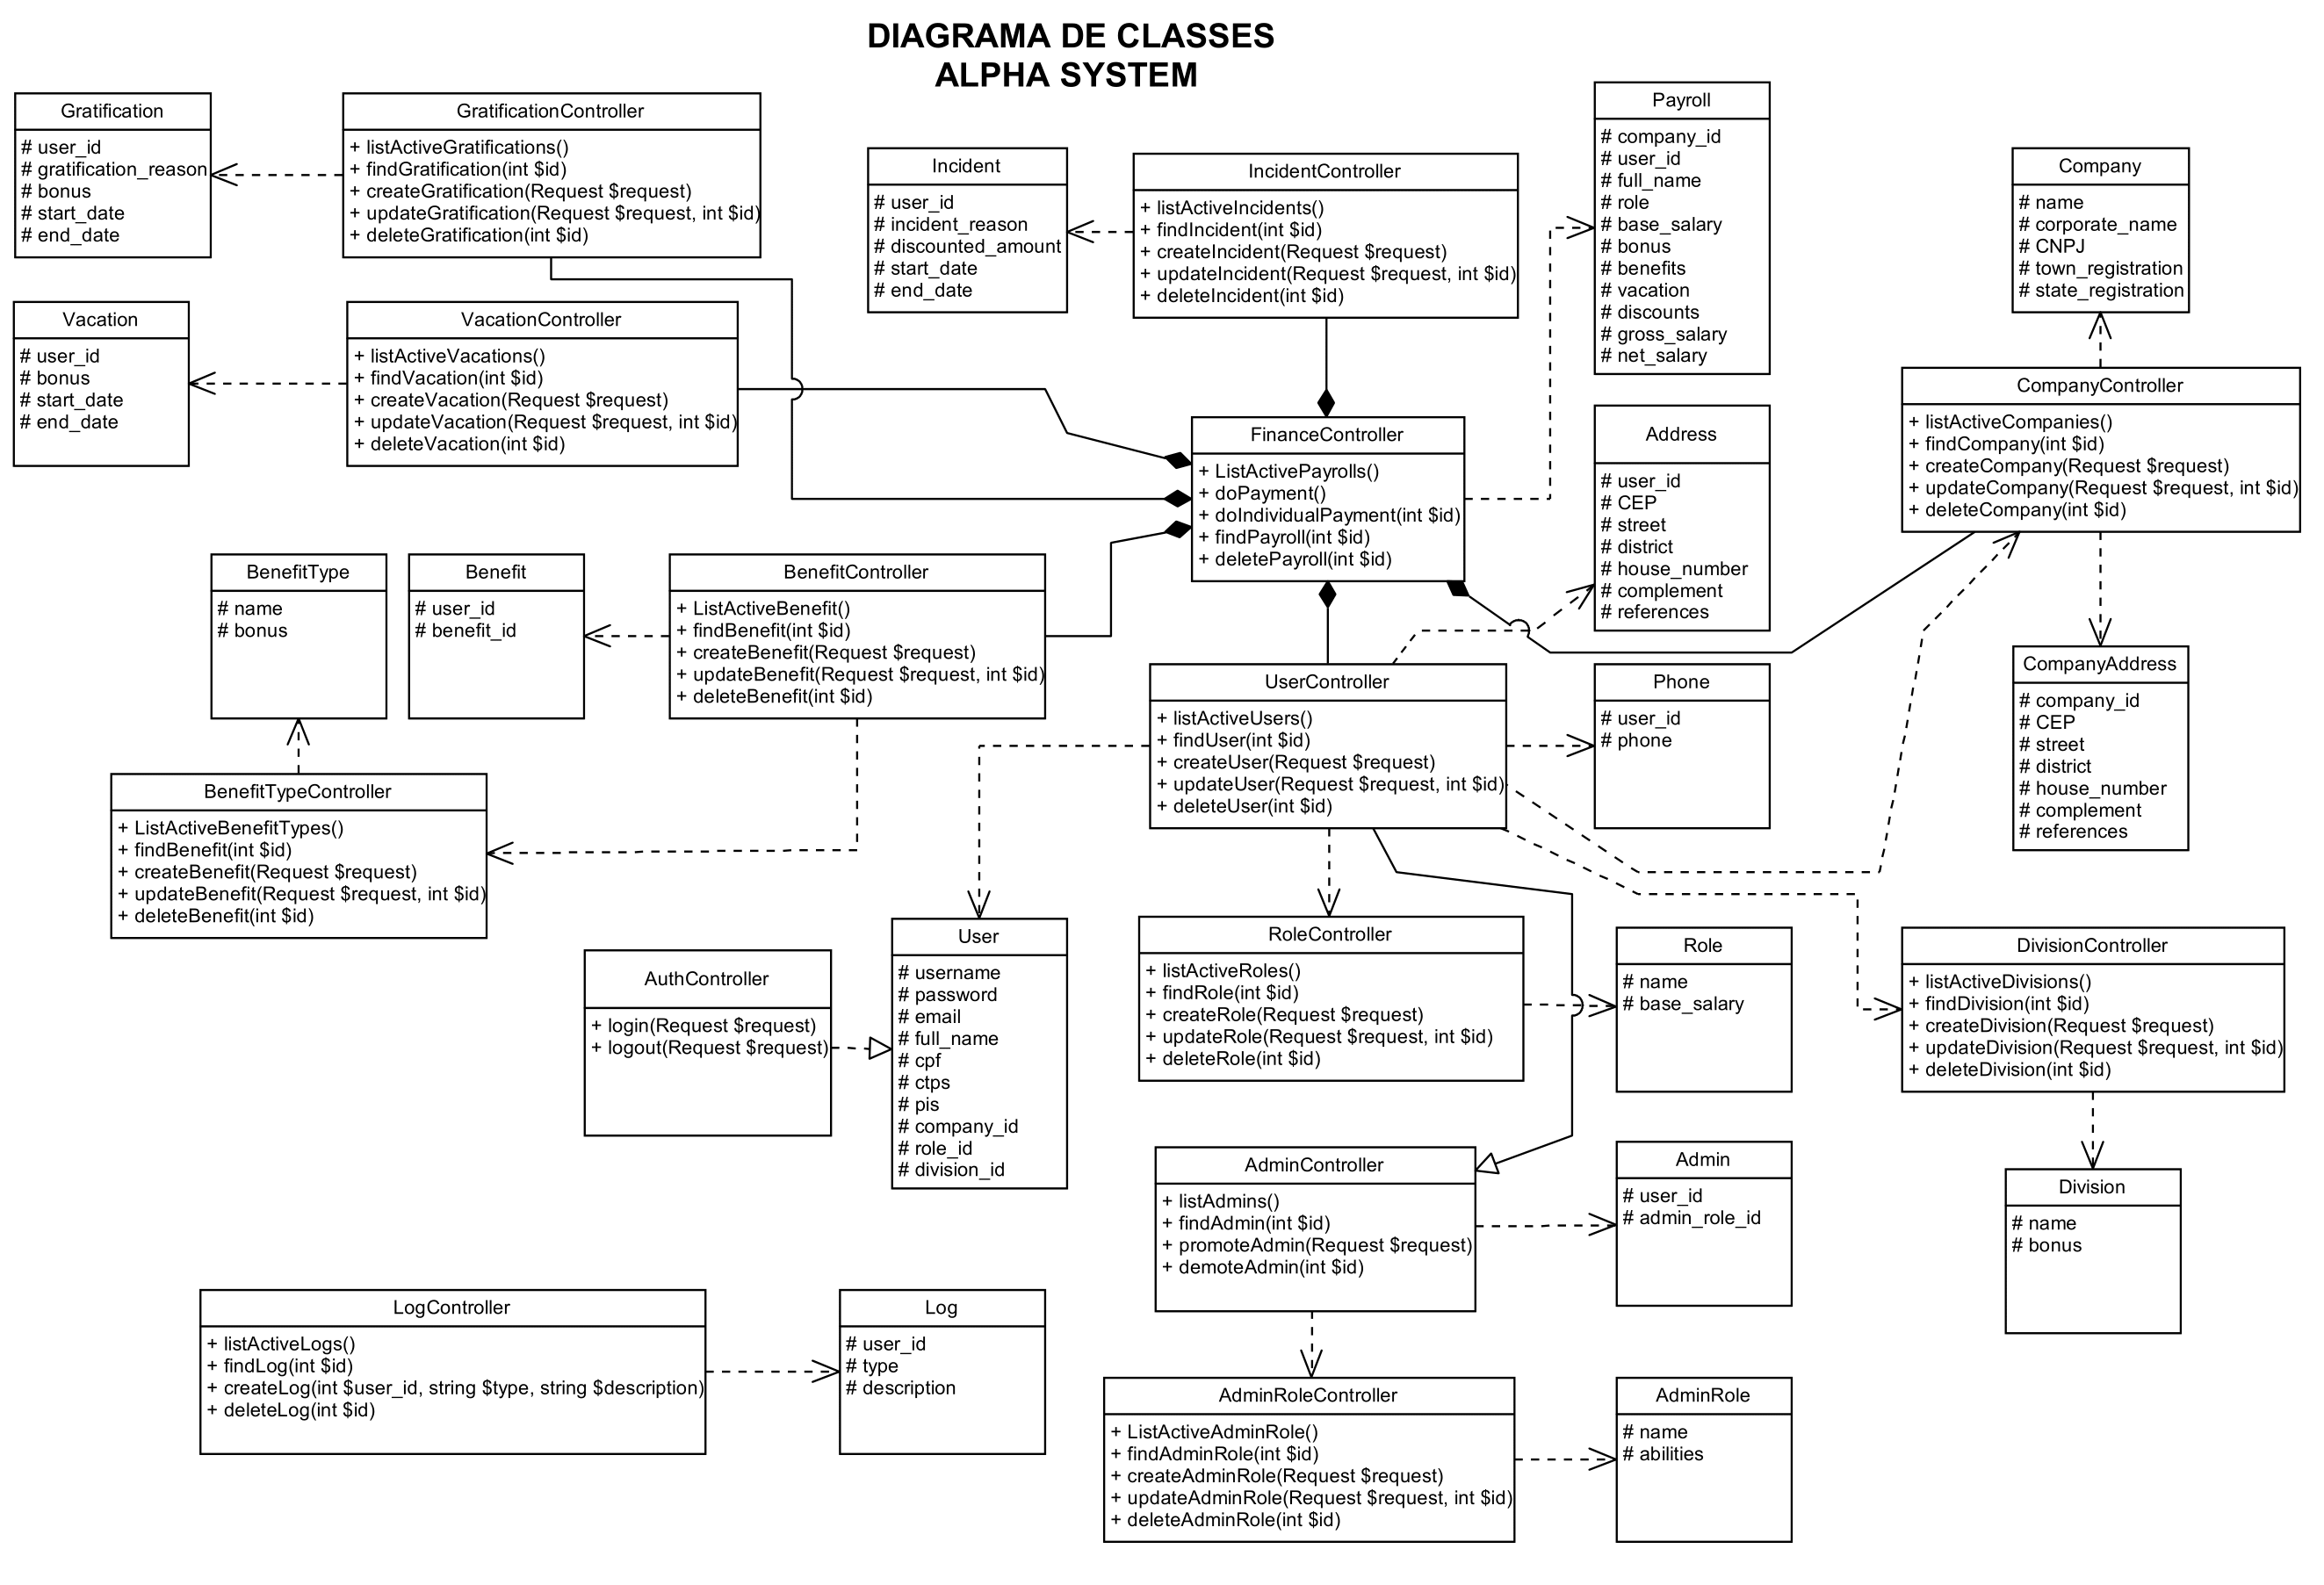 DIAGRAMA DE CLASSES
ALPHA SYSTEM
Gratification
# user_id
# gratification_reason
# bonus
# start_date
# end_date
GratificationController
+ listActiveGratifications()
+ findGratification(int $id)
+ createGratification(Request $request)
+ updateGratification(Request $request, int $id)
+ deleteGratification(int $id)
Incident
# user_id
# incident_reason
# discounted_amount
# start_date
# end_date
IncidentController
+ listActiveIncidents()
+ findIncident(int $id)
+ createIncident(Request $request)
+ updateIncident(Request $request, int $id)
+ deleteIncident(int $id)
Payroll
# company_id
# user_id
# full_name
# role
# base_salary
# bonus
# benefits
# vacation
# discounts
# gross_salary
# net_salary
Company
# name
# corporate_name
# CNPJ
# town_registration
# state_registration
Vacation
# user_id
# bonus
# start_date
# end_date
VacationController
+ listActiveVacations()
+ findVacation(int $id)
+ createVacation(Request $request)
+ updateVacation(Request $request, int $id)
+ deleteVacation(int $id)
FinanceController
+ ListActivePayrolls()
+ doPayment()
+ doIndividualPayment(int $id)
+ findPayroll(int $id)
+ deletePayroll(int $id)
Address
# user_id
# CEP
# street
# district
# house_number
# complement
# references
CompanyController
+ listActiveCompanies()
+ findCompany(int $id)
+ createCompany(Request $request)
+ updateCompany(Request $request, int $id)
+ deleteCompany(int $id)
BenefitType
# name
# bonus
Benefit
# user_id
# benefit_id
BenefitController
+ ListActiveBenefit()
+ findBenefit(int $id)
+ createBenefit(Request $request)
+ updateBenefit(Request $request, int $id)
+ deleteBenefit(int $id)
UserController
+ listActiveUsers()
+ findUser(int $id)
+ createUser(Request $request)
+ updateUser(Request $request, int $id)
+ deleteUser(int $id)
Phone
# user_id
# phone
CompanyAddress
# company_id
# CEP
# street
# district
# house_number
# complement
# references
BenefitTypeController
+ ListActiveBenefitTypes()
+ findBenefit(int $id)
+ createBenefit(Request $request)
+ updateBenefit(Request $request, int $id)
+ deleteBenefit(int $id)
AuthController
+ login(Request $request)
+ logout(Request $request)
User
# username
# password
# email
# full_name
# cpf
# ctps
# pis
# company_id
# role_id
# division_id
RoleController
+ listActiveRoles()
+ findRole(int $id)
+ createRole(Request $request)
+ updateRole(Request $request, int $id)
+ deleteRole(int $id)
Role
# name
# base_salary
DivisionController
+ listActiveDivisions()
+ findDivision(int $id)
+ createDivision(Request $request)
+ updateDivision(Request $request, int $id)
+ deleteDivision(int $id)
AdminController
+ listAdmins()
+ findAdmin(int $id)
+ promoteAdmin(Request $request)
+ demoteAdmin(int $id)
Admin
# user_id
# admin_role_id
Division
# name
# bonus
LogController
+ listActiveLogs()
+ findLog(int $id)
+ createLog(int $user_id, string $type, string $description)
+ deleteLog(int $id)
Log
# user_id
# type
# description
AdminRoleController
+ ListActiveAdminRole()
+ findAdminRole(int $id)
+ createAdminRole(Request $request)
+ updateAdminRole(Request $request, int $id)
+ deleteAdminRole(int $id)
AdminRole
# name
# abilities